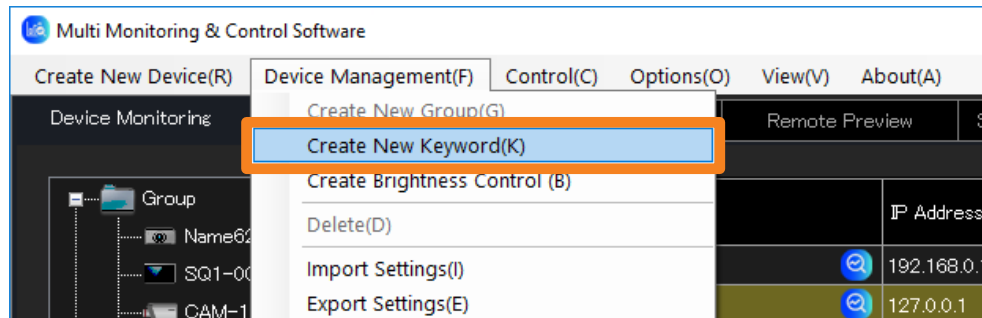 Multi Monitoring & Control Software
Create New Device(R) Device Management(F) Control(C) Options(O) View(V) About(A)
Device Monitoring Remote Preview
Create New Group(G)
Create New Keyword(K)
Create Brightness Control (B)
Delete(D)
Import Settings(I)
Export Settings(E)
Group
Name62
SQ1-00
CAM-1
IP Address
192.168.0.1
127.0.0.1